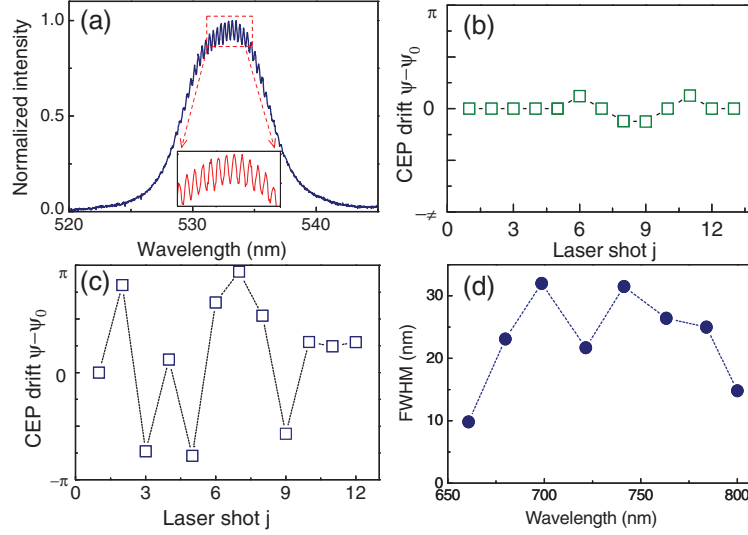 (a)
Normalized intensity
1.0
0.5
0.0
520
530
540
Wavelength (nm)
(b)
CEP drift ψ−ψ0
π
0
−≠
0
3
6
9
12
Laser shot j
(c)
CEP drift ψ−ψ0
π
0
−π
0
3
6
9
12
Laser shot j
(d)
FWHM (nm)
30
20
10
0
650
700
750
800
Wavelength (nm)